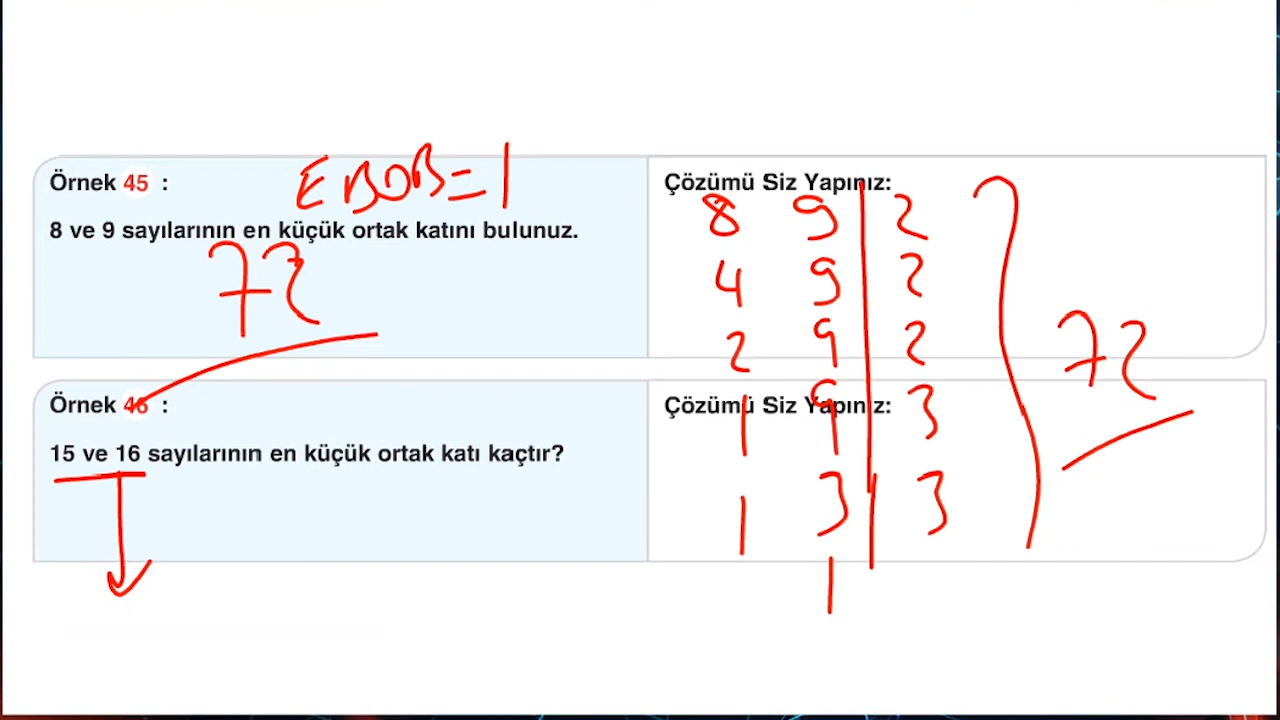 Örnek 45 :
EBOB=1
8 ve 9 sayılarının en küçük ortak katını bulunuz.
72
Çözümü Siz Yapınız:
8 9 2
4 9 2
2 9 2
1 9 3
1 3 3
1
72
Örnek 46 :
15 ve 16 sayılarının en küçük ortak katı kaçtır?
Çözümü Siz Yapınız: